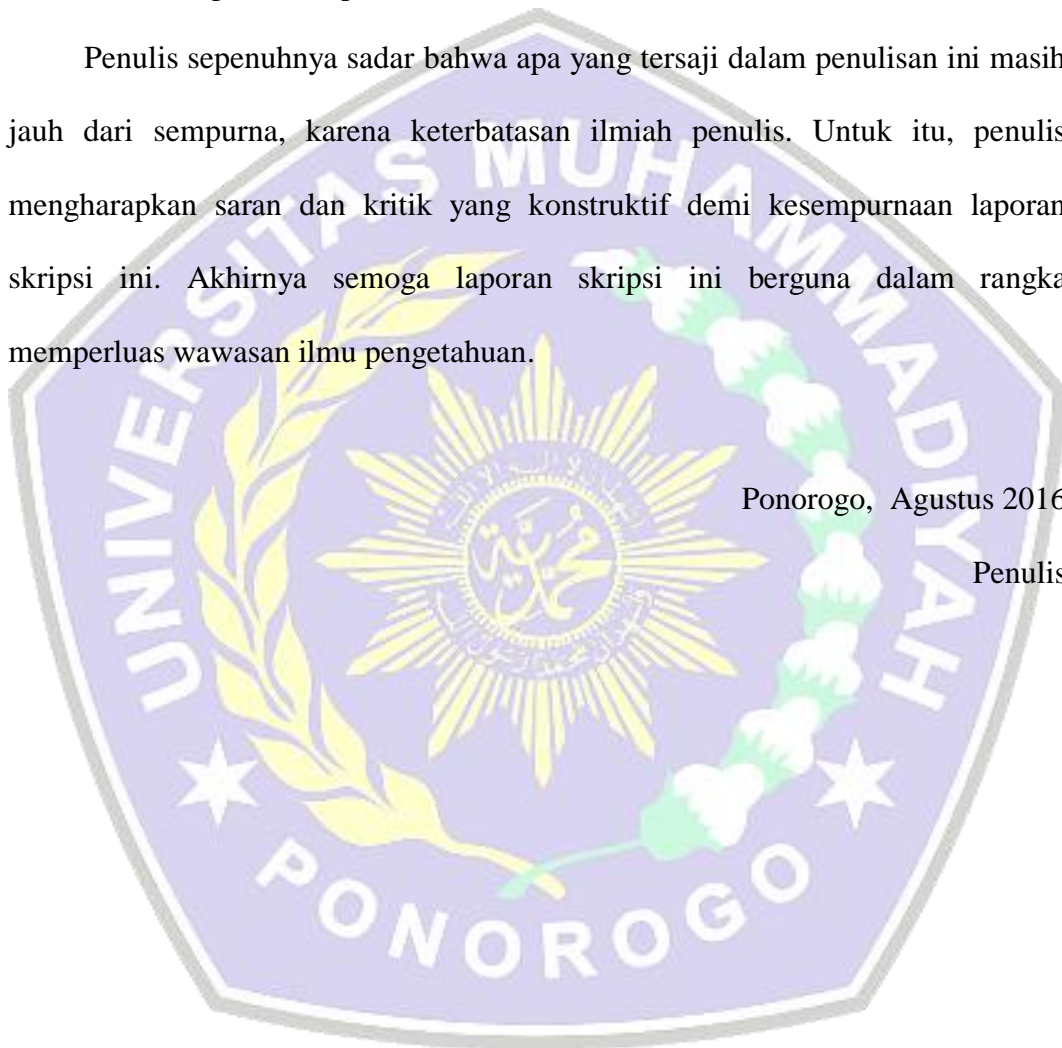 Penulis sepenuhnya sadar bahwa apa yang tersaji dalam penulisan ini masih
jauh dari sempurna, karena keterbatasan ilmiah penulis. Untuk itu, penulis
mengharapkan saran dan kritik yang konstruktif demi kesempurnaan laporan
skripsi ini. Akhirnya semoga laporan skripsi ini berguna dalam rangka
memperluas wawasan ilmu pengetahuan.
Ponorogo, Agustus 2016
Penulis
UNIVERSITAS MUHAMMADIYAH
PONOROGO
محمدية